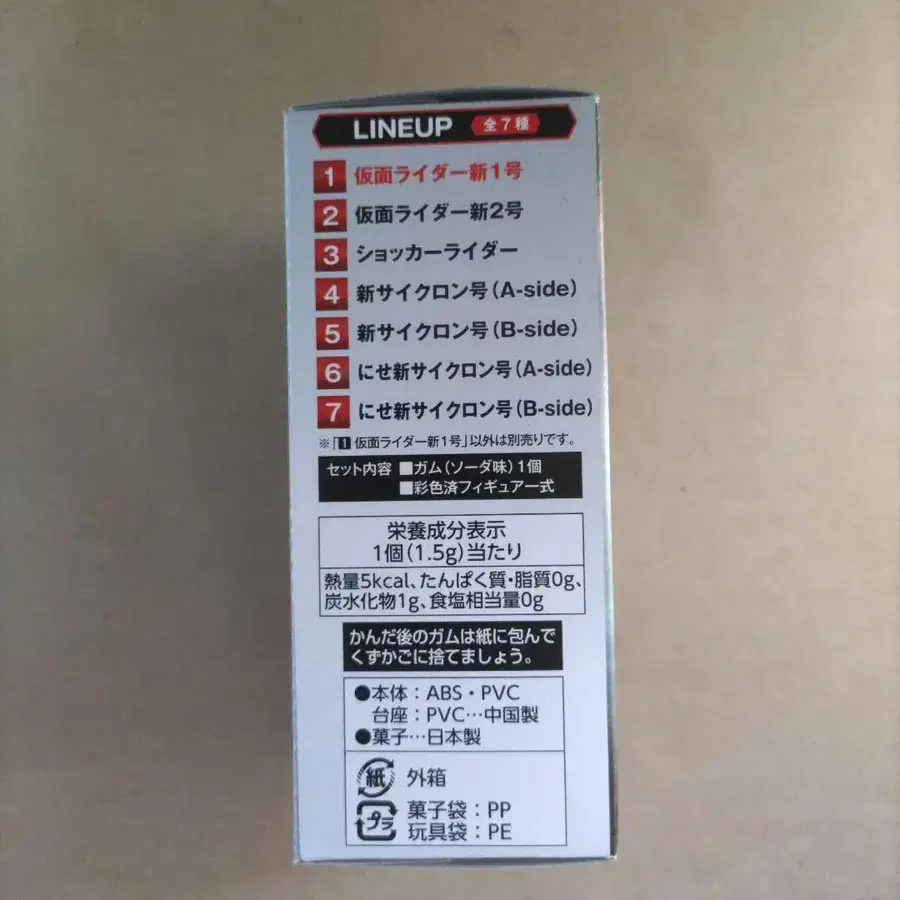 LINEUP 全7種
1 仮面ライダー新1号
2 仮面ライダー新2号
3 ショッカーライダー
4 新サイクロン号(A-side)
5 新サイクロン号(B-side)
6 にせ新サイクロン号(A-side)
7 にせ新サイクロン号(B-side)
※「1 仮面ライダー新1号」以外は別売りです。
セット内容 ■ガム(ソーダ味)1個
■彩色済フィギュア一式
栄養成分表示
1個(1.5g)当たり
熱量5kcal、たんぱく質・脂質0g、
炭水化物1g、食塩相当量0g
かんだ後のガムは紙に包んで
くずかごに捨てましょう。
●本体:ABS・PVC
台座:PVC…中国製
●菓子…日本製
紙 外箱
プラ 菓子袋:PP
玩具袋:PE